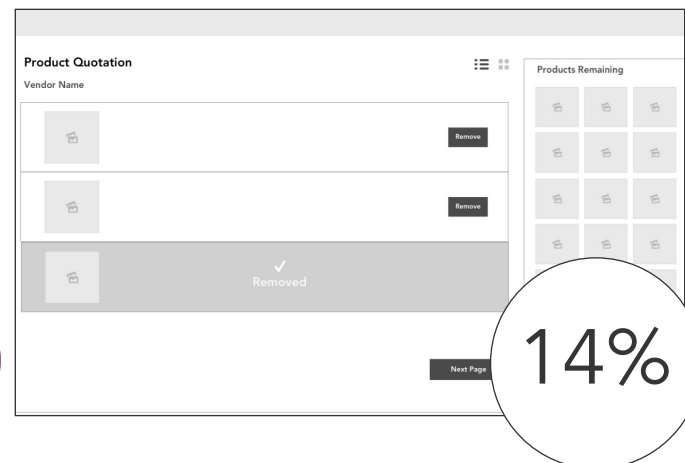 Product Quotation
Vendor Name
Products Remaining
Remove
Remove
Removed
Next Page
14%